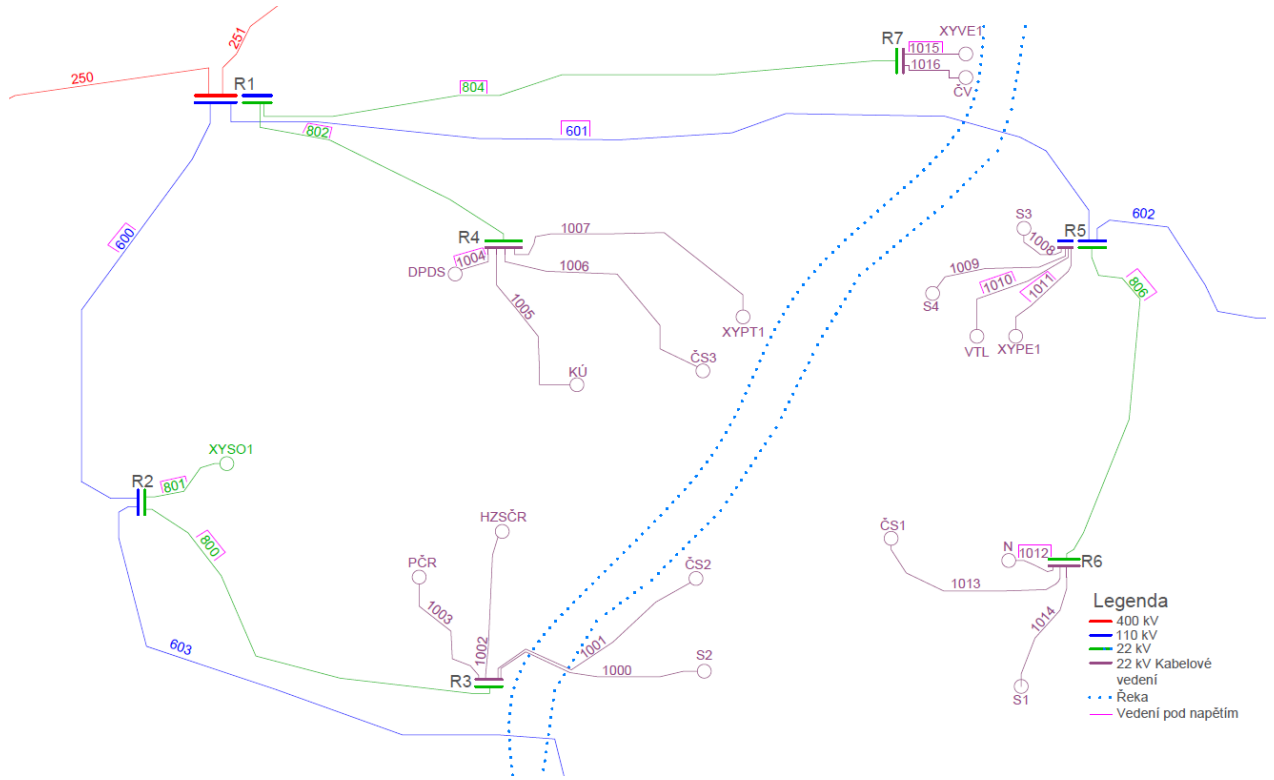 251
250
R1
804
802
601
600
R7
XYVE1
1015
1016
ČV
R4
1007
1004
DPDS
1006
1005
XYPT1
ČS3
KÚ
S3
R5
602
1008
1009
1010
1011
806
S4
VTL
XYPE1
XYSO1
R2
801
800
603
HZSČR
PČR
ČS2
1003
1002
1001
1000
S2
R3
ČS1
N
1012
R6
1013
1014
S1
Legenda
400 kV
110 kV
22 kV
22 kV Kabelové
vedení
Řeka
Vedení pod napětím